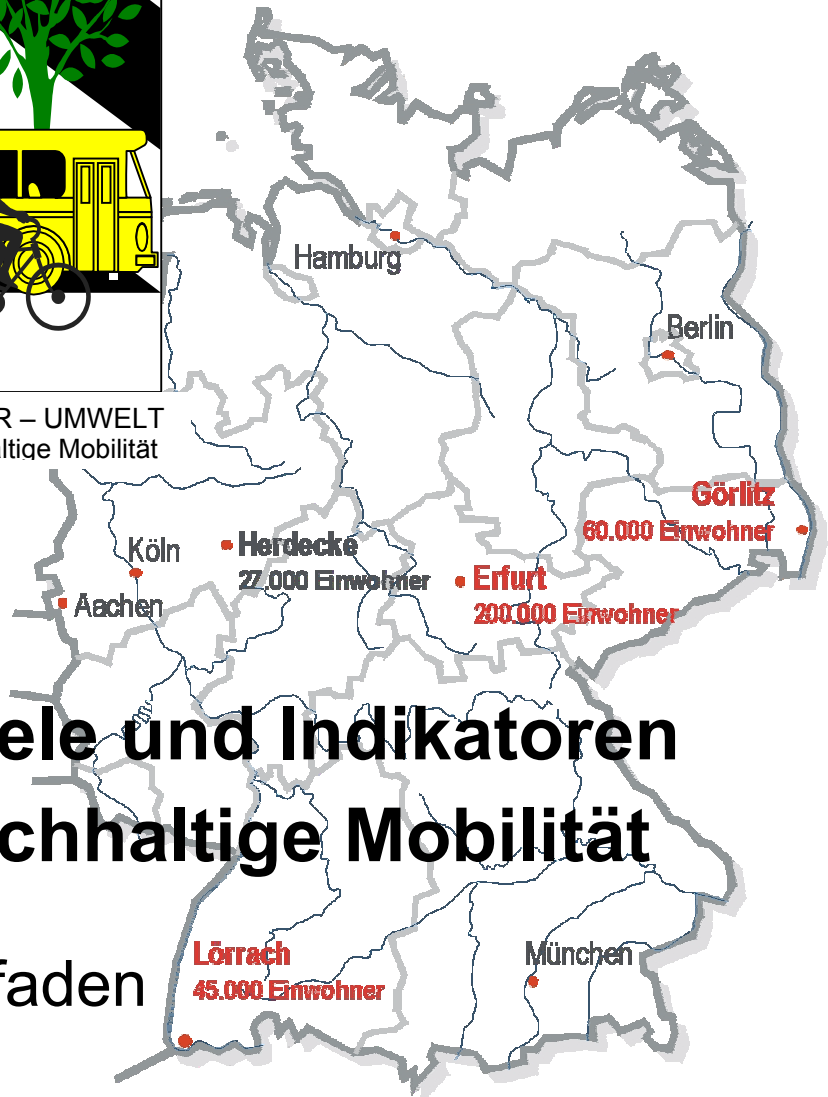 Hamburg
Berlin
R – UMWELT
ltige Mobilität
Görlitz
60.000 Einwohner
Köln
Herdecke
27.000 Einwohner
Erfurt
200.000 Einwohner
Aachen
ele und Indikatoren
chhaltige Mobilität
Lörrach
45.000 Einwohner
München
faden